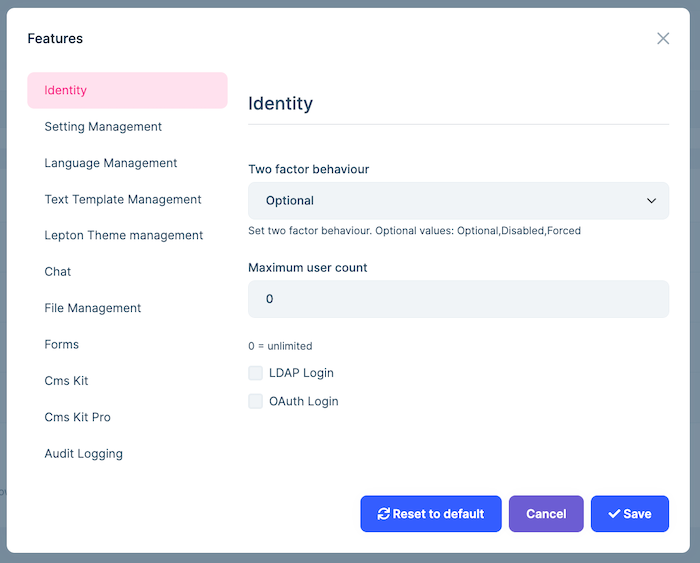 Features
Identity
Setting Management
Language Management
Text Template Management
Lepton Theme management
Chat
File Management
Forms
Cms Kit
Cms Kit Pro
Audit Logging
Identity
Two factor behaviour
Optional
Set two factor behaviour. Optional values: Optional,Disabled,Forced
Maximum user count
0
0 = unlimited
LDAP Login
OAuth Login
Reset to default
Cancel
Save